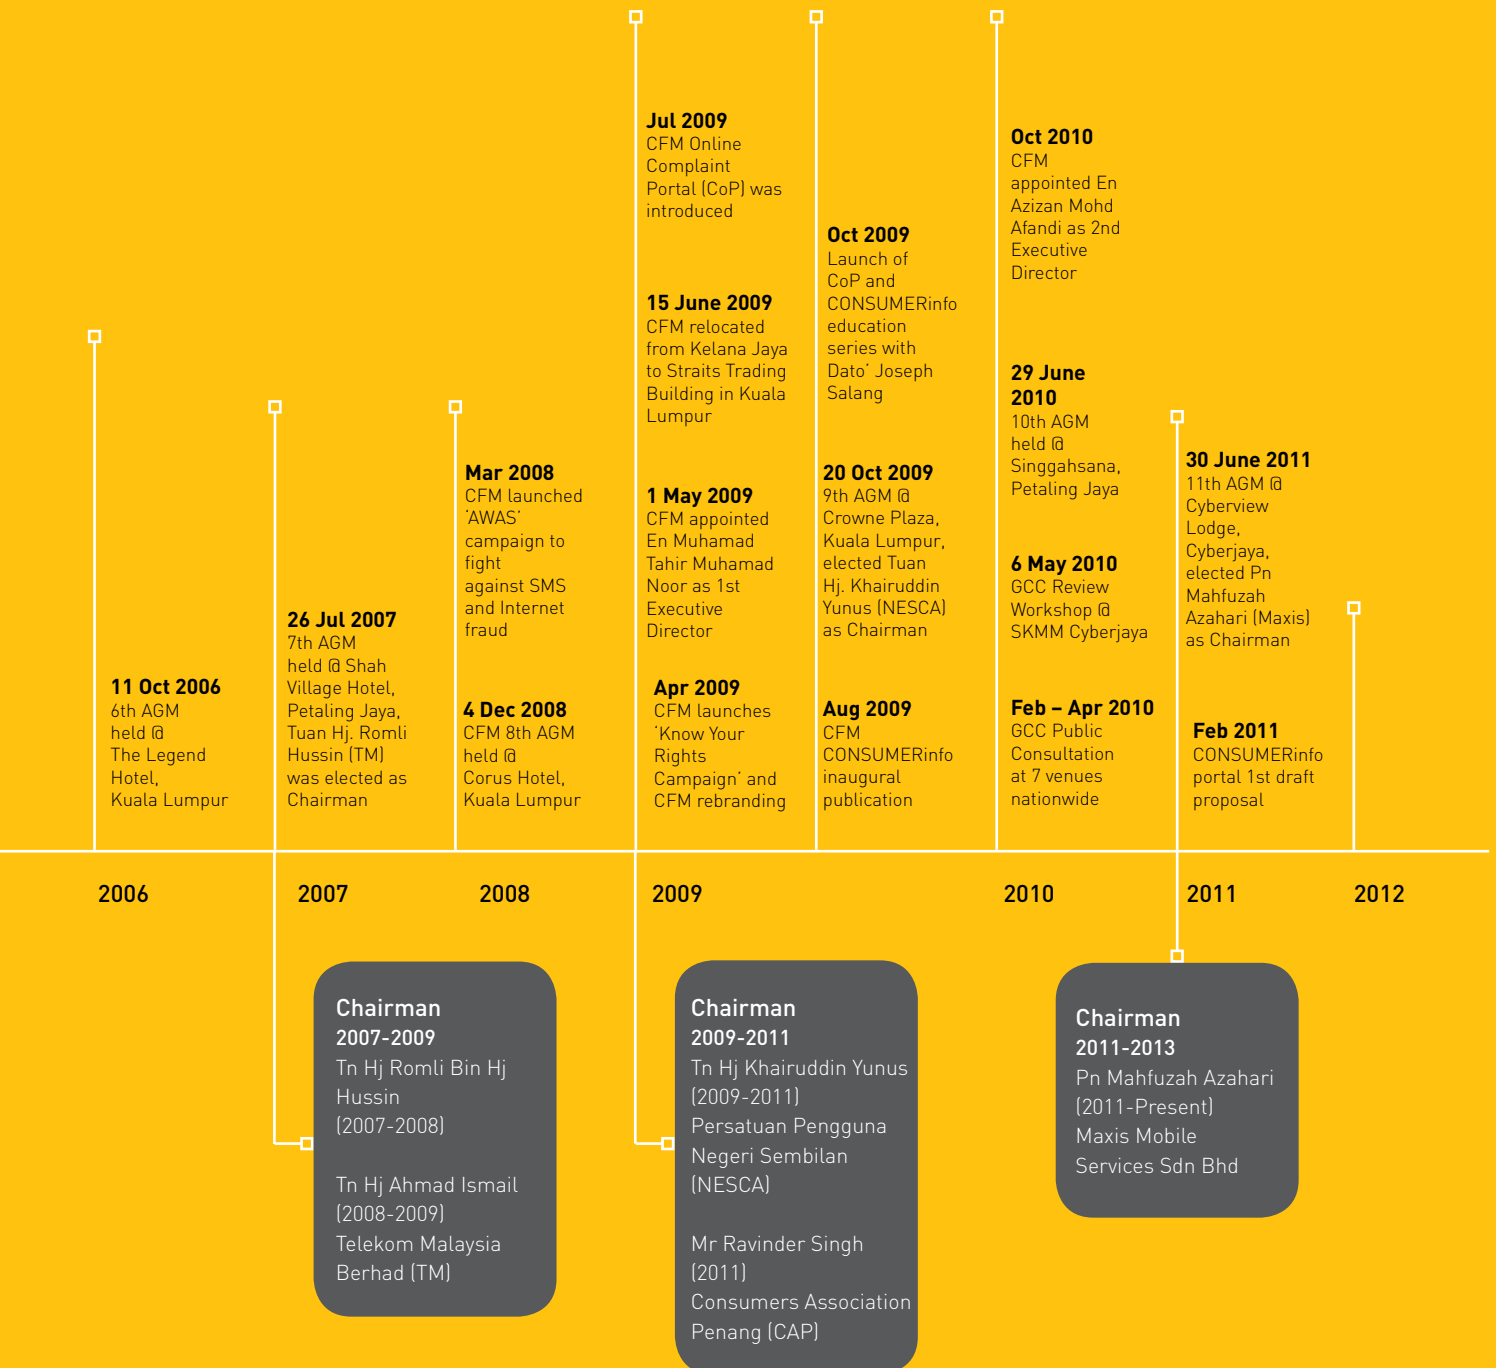 11 Oct 2006
6th AGM
held @
The Legend
Hotel,
Kuala Lumpur
26 Jul 2007
7th AGM
held @ Shah
Village Hotel,
Petaling Jaya,
Tuan Hj. Romli
Hussin (TM)
was elected as
Chairman
Mar 2008
CFM launched
‘AWAS’
campaign to
fight
against SMS
and Internet
fraud
4 Dec 2008
CFM 8th AGM
held @
Corus Hotel,
Kuala Lumpur
Jul 2009
CFM Online
Complaint
Portal (CoP) was
introduced
15 June 2009
CFM relocated
from Kelana Jaya
to Straits Trading
Building in Kuala
Lumpur
1 May 2009
CFM appointed
En Muhamad
Tahir Muhamad
Noor as 1st
Executive
Director
Apr 2009
CFM launches
‘Know Your
Rights
Campaign’ and
CFM rebranding
Oct 2009
Launch of
CoP and
CONSUMERinfo
education
series with
Dato’ Joseph
Salang
20 Oct 2009
9th AGM @
Crowne Plaza,
Kuala Lumpur,
elected Tuan
Hj. Khairuddin
Yunus (NESCA)
as Chairman
Aug 2009
CFM
CONSUMERinfo
inaugural
publication
Oct 2010
CFM
appointed En
Azizan Mohd
Afandi as 2nd
Executive
Director
29 June
2010
10th AGM
held @
Singgahsana,
Petaling Jaya
6 May 2010
GCC Review
Workshop @
SKMM Cyberjaya
Feb – Apr 2010
GCC Public
Consultation
at 7 venues
nationwide
30 June 2011
11th AGM @
Cyberview
Lodge,
Cyberjaya,
elected Pn
Mahfuzah
Azahari (Maxis)
as Chairman
Feb 2011
CONSUMERinfo
portal 1st draft
proposal
2006
2007
2008
2009
2010
2011
2012
Chairman
2007-2009
Tn Hj Romli Bin Hj
Hussin
(2007-2008)
Tn Hj Ahmad Ismail
(2008-2009)
Telekom Malaysia
Berhad (TM)
Chairman
2009-2011
Tn Hj Khairuddin Yunus
(2009-2011)
Persatuan Pengguna
Negeri Sembilan
(NESCA)
Mr Ravinder Singh
(2011)
Consumers Association
Penang (CAP)
Chairman
2011-2013
Pn Mahfuzah Azahari
(2011-Present)
Maxis Mobile
Services Sdn Bhd